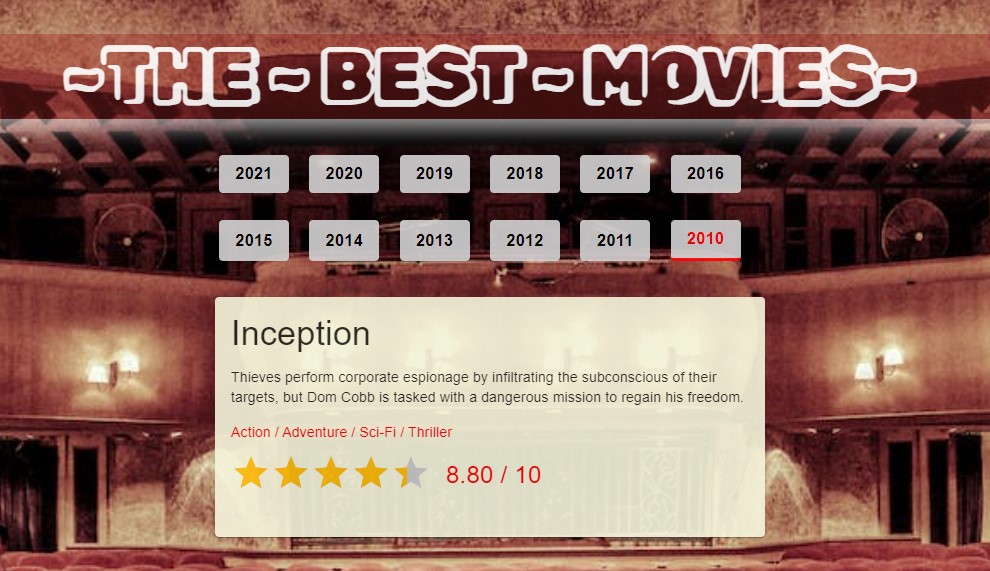 ~THE~BEST~MOVIES~
2021 2020 2019 2018 2017 2016
2015 2014 2013 2012 2011 2010
Inception
Thieves perform corporate espionage by infiltrating the subconscious of their
targets, but Dom Cobb is tasked with a dangerous mission to regain his freedom.
Action / Adventure / Sci-Fi / Thriller
8.80 / 10